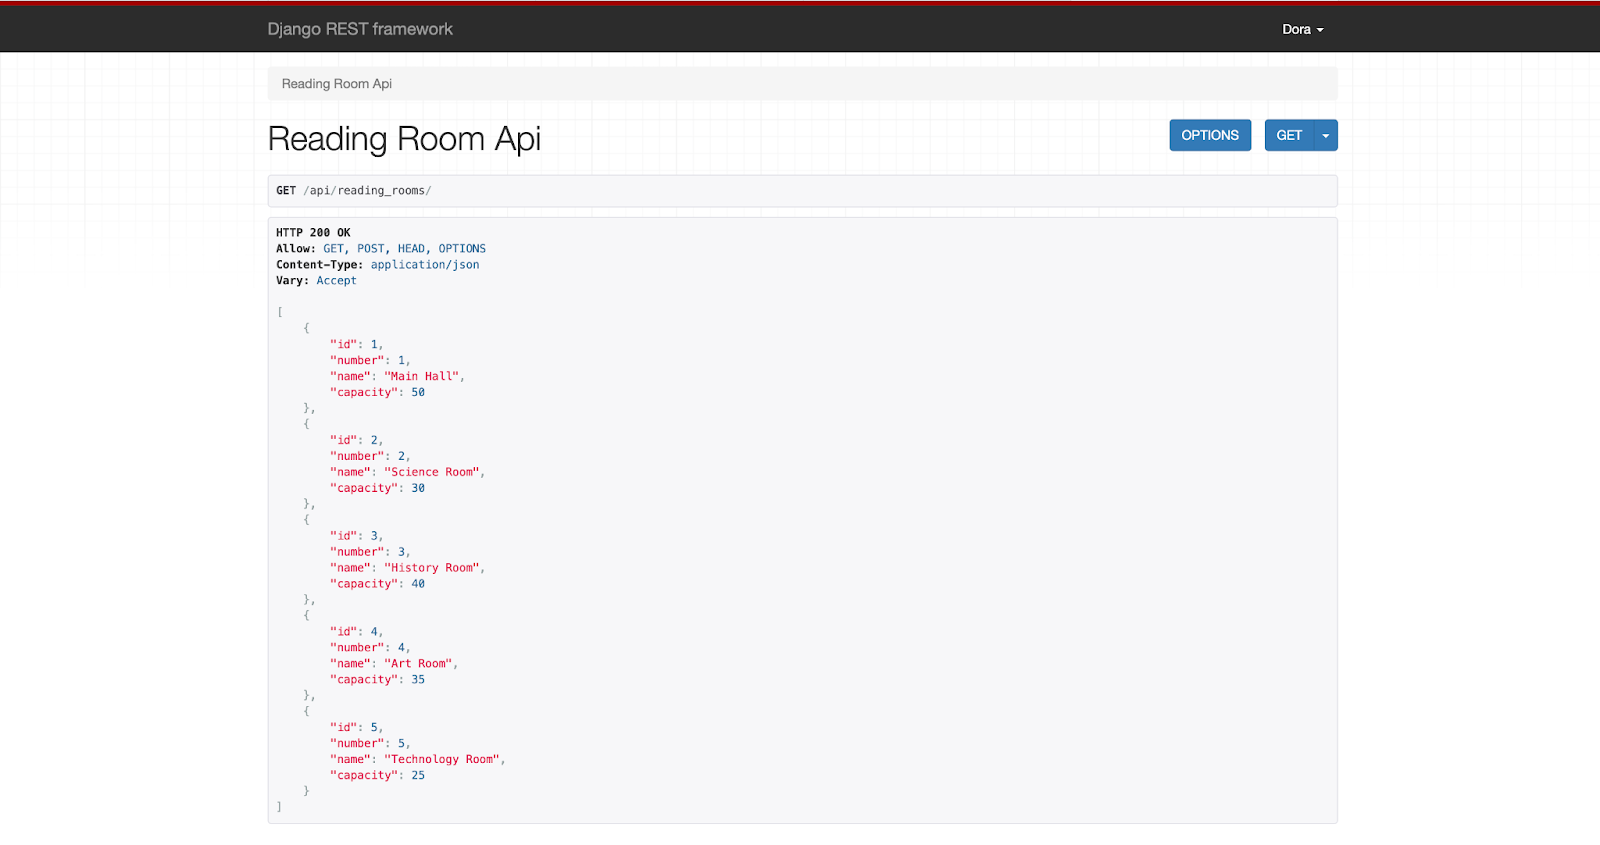 Django REST framework
Dora
Reading Room Api
Reading Room Api
OPTIONS
GET
GET /api/reading_rooms/
HTTP 200 OK
Allow: GET, POST, HEAD, OPTIONS
Content-Type: application/json
Vary: Accept
[
    {
        "id": 1,
        "number": 1,
        "name": "Main Hall",
        "capacity": 50
    },
    {
        "id": 2,
        "number": 2,
        "name": "Science Room",
        "capacity": 30
    },
    {
        "id": 3,
        "number": 3,
        "name": "History Room",
        "capacity": 40
    },
    {
        "id": 4,
        "number": 4,
        "name": "Art Room",
        "capacity": 35
    },
    {
        "id": 5,
        "number": 5,
        "name": "Technology Room",
        "capacity": 25
    }
]